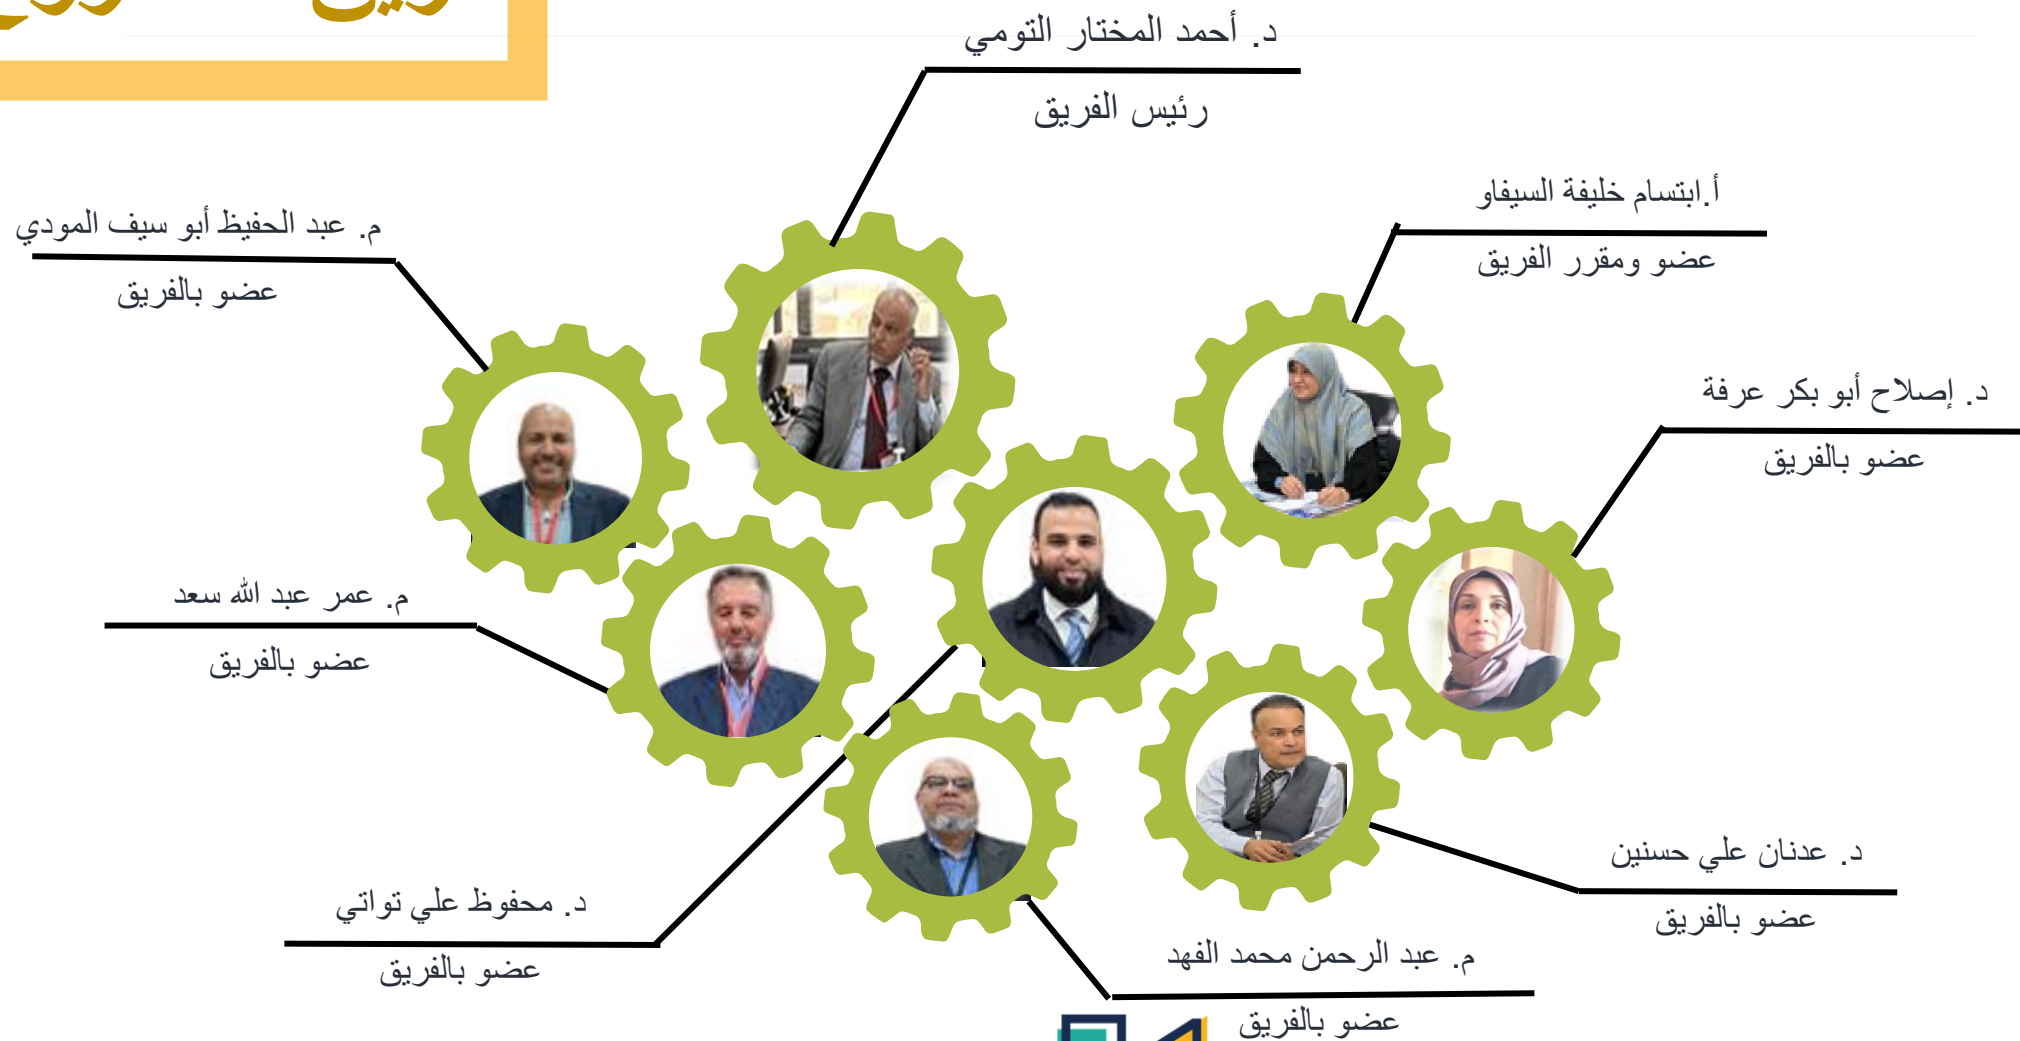 د. أحمد المختار التومي
رئيس الفريق
أ.ابتسام خليفة السيفاو
عضو ومقرر الفريق
م. عبد الحفيظ أبو سيف المودي
عضو بالفريق
د. إصلاح أبو بكر عرفة
عضو بالفريق
م. عمر عبد الله سعد
عضو بالفريق
د. عدنان علي حسنين
عضو بالفريق
د. محفوظ علي تواتي
عضو بالفريق
م. عبد الرحمن محمد الفهد
عضو بالفريق